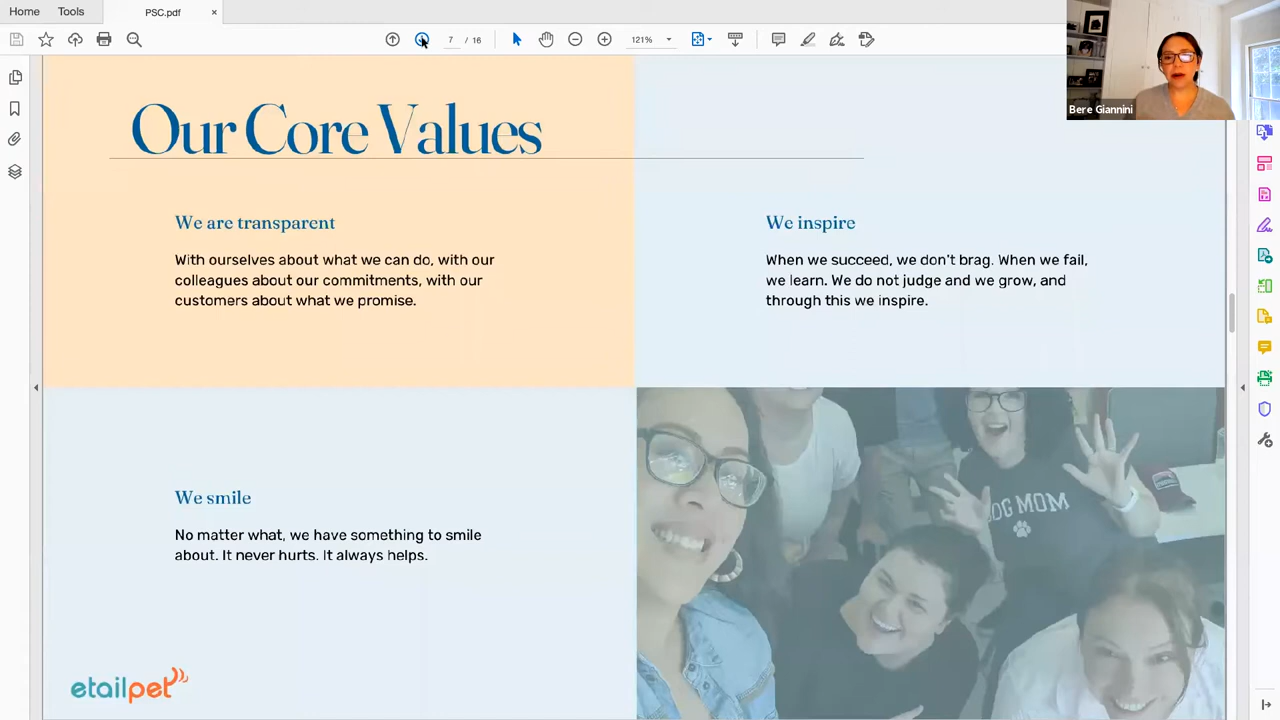 Home
Tools
PSC.pdf
7 / 16
121%
Bere Giannini
Our Core Values
We are transparent
With ourselves about what we can do, with our
colleagues about our commitments, with our
customers about what we promise.
We inspire
When we succeed, we don't brag. When we fail,
we learn. We do not judge and we grow, and
through this we inspire.
We smile
No matter what, we have something to smile
about. It never hurts. It always helps.
DOG MOM
etailpet